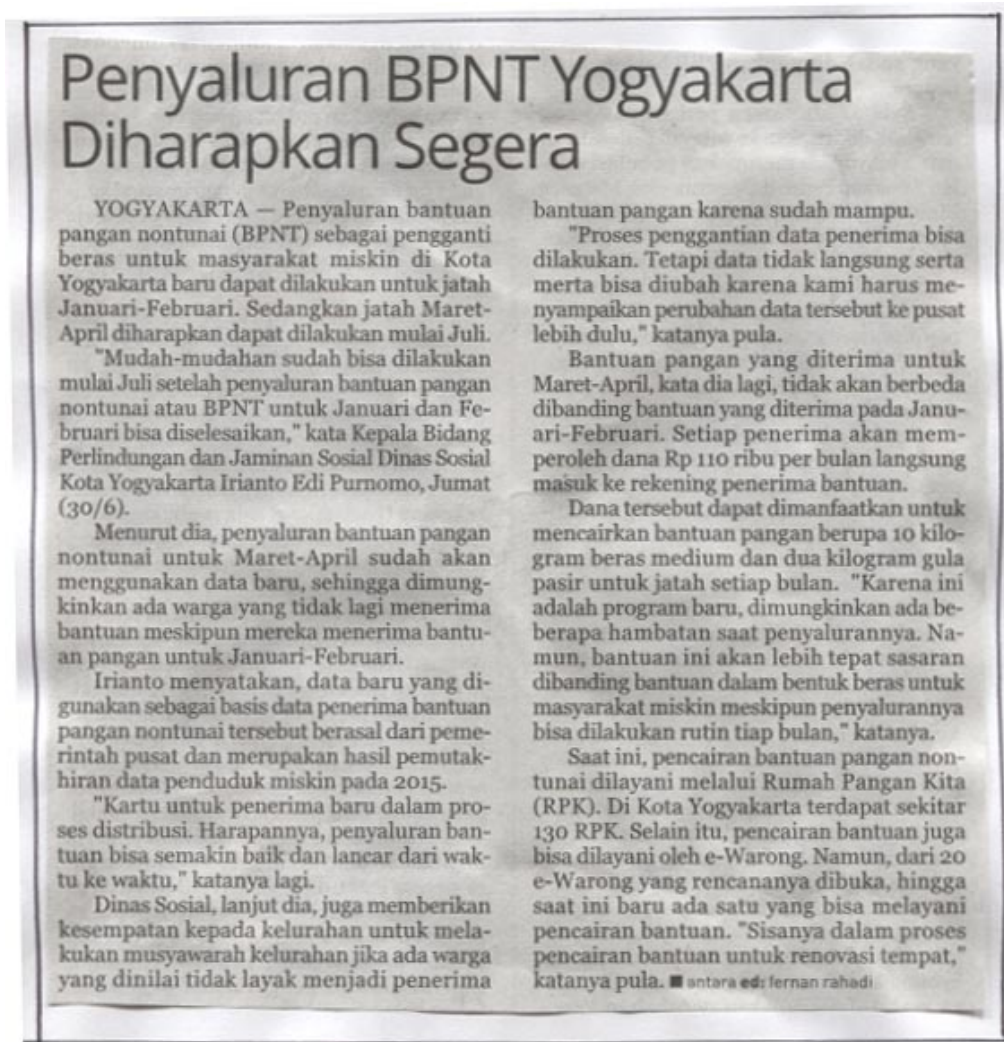 Penyaluran BPNT Yogyakarta
Diharapkan Segera
YOGYAKARTA — Penyaluran bantuan
pangan nontunai (BPNT) sebagai pengganti
beras untuk masyarakat miskin di Kota
Yogyakarta baru dapat dilakukan untuk jatah
Januari-Februari. Sedangkan jatah Maret-
April diharapkan dapat dilakukan mulai Juli.
"Mudah-mudahan sudah bisa dilakukan
mulai Juli setelah penyaluran bantuan pangan
nontunai atau BPNT untuk Januari dan Fe-
bruari bisa diselesaikan," kata Kepala Bidang
Perlindungan dan Jaminan Sosial Dinas Sosial
Kota Yogyakarta Irianto Edi Purnomo, Jumat
(30/6).
Menurut dia, penyaluran bantuan pangan
nontunai untuk Maret-April sudah akan
menggunakan data baru, sehingga dimung-
kinkan ada warga yang tidak lagi menerima
bantuan meskipun mereka menerima bantu-
an pangan untuk Januari-Februari.
Irianto menyatakan, data baru yang di-
gunakan sebagai basis data penerima bantuan
pangan nontunai tersebut berasal dari peme-
rintah pusat dan merupakan hasil pemutak-
hiran data penduduk miskin pada 2015.
"Kartu untuk penerima baru dalam pro-
ses distribusi. Harapannya, penyaluran ban-
tuan bisa semakin baik dan lancar dari wak-
tu ke waktu," katanya lagi.
Dinas Sosial, lanjut dia, juga memberikan
kesempatan kepada kelurahan untuk mela-
kukan musyawarah kelurahan jika ada warga
yang dinilai tidak layak menjadi penerima
bantuan pangan karena sudah mampu.
"Proses penggantian data penerima bisa
dilakukan. Tetapi data tidak langsung serta
merta bisa diubah karena kami harus me-
nyampaikan perubahan data tersebut ke pusat
lebih dulu," katanya pula.
Bantuan pangan yang diterima untuk
Maret-April, kata dia lagi, tidak akan berbeda
dibanding bantuan yang diterima pada Janu-
ari-Februari. Setiap penerima akan mem-
peroleh dana Rp 110 ribu per bulan langsung
masuk ke rekening penerima bantuan.
Dana tersebut dapat dimanfaatkan untuk
mencairkan bantuan pangan berupa 10 kilo-
gram beras medium dan dua kilogram gula
pasir untuk jatah setiap bulan. "Karena ini
adalah program baru, dimungkinkan ada be-
berapa hambatan saat penyalurannya. Na-
mun, bantuan ini akan lebih tepat sasaran
dibanding bantuan dalam bentuk beras untuk
masyarakat miskin meskipun penyalurannya
bisa dilakukan rutin tiap bulan," katanya.
Saat ini, pencairan bantuan pangan non-
tunai dilayani melalui Rumah Pangan Kita
(RPK). Di Kota Yogyakarta terdapat sekitar
130 RPK. Selain itu, pencairan bantuan juga
bisa dilayani oleh e-Warong. Namun, dari 20
e-Warong yang rencananya dibuka, hingga
saat ini baru ada satu yang bisa melayani
pencairan bantuan. "Sisanya dalam proses
pencairan bantuan untuk renovasi tempat,"
katanya pula. ■ antara ed: fernan rahadi